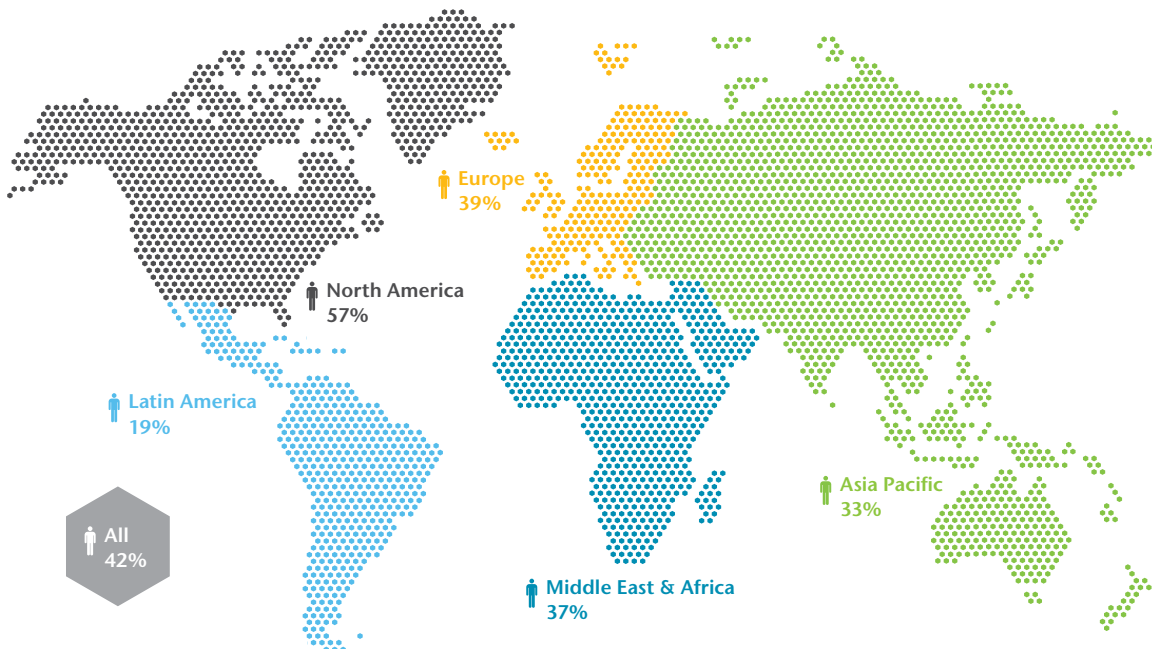 Europe
39%
North America
57%
Latin America
19%
Asia Pacific
33%
All
42%
Middle East & Africa
37%